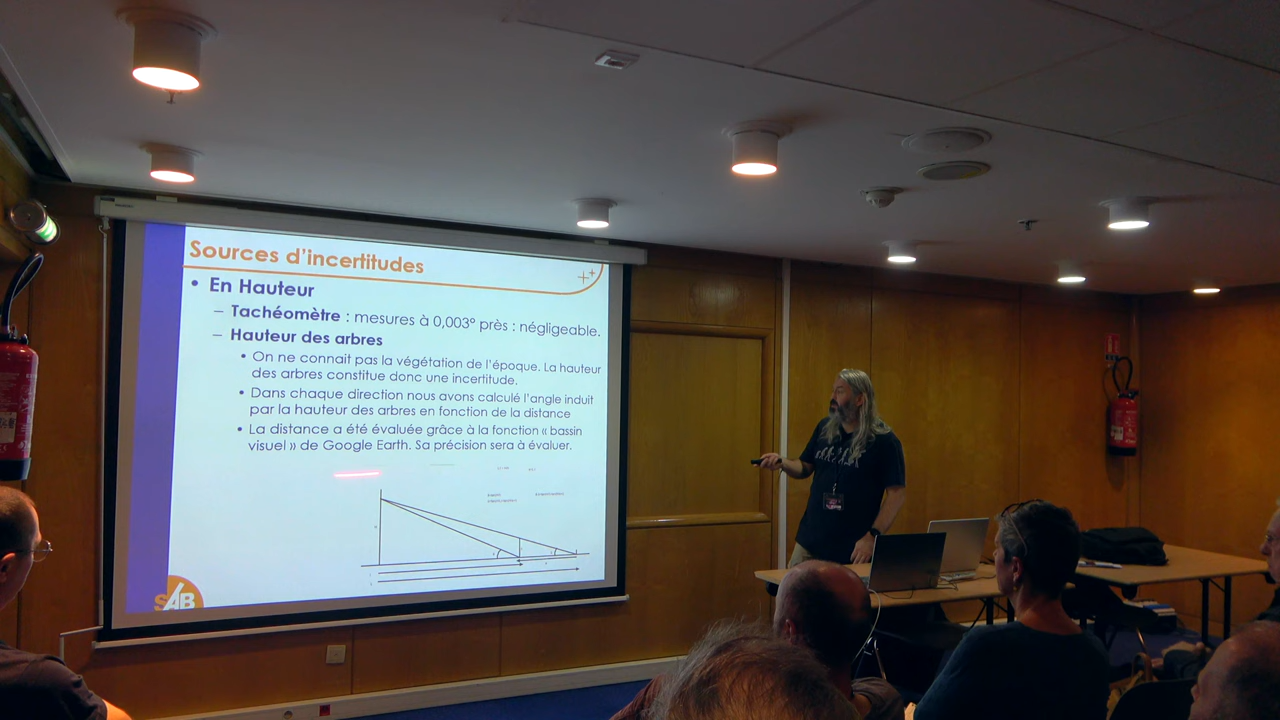 Sources d'incertitudes
• En Hauteur
– Tachéomètre : mesures à 0,003° près : négligeable.
– Hauteur des arbres
• On ne connait pas la végétation de l'époque. La hauteur
des arbres constitue donc une incertitude.
• Dans chaque direction nous avons calculé l'angle induit
par la hauteur des arbres en fonction de la distance
• La distance a été évaluée grâce à la fonction « bassin
visuel » de Google Earth. Sa précision sera à évaluer.
SAB